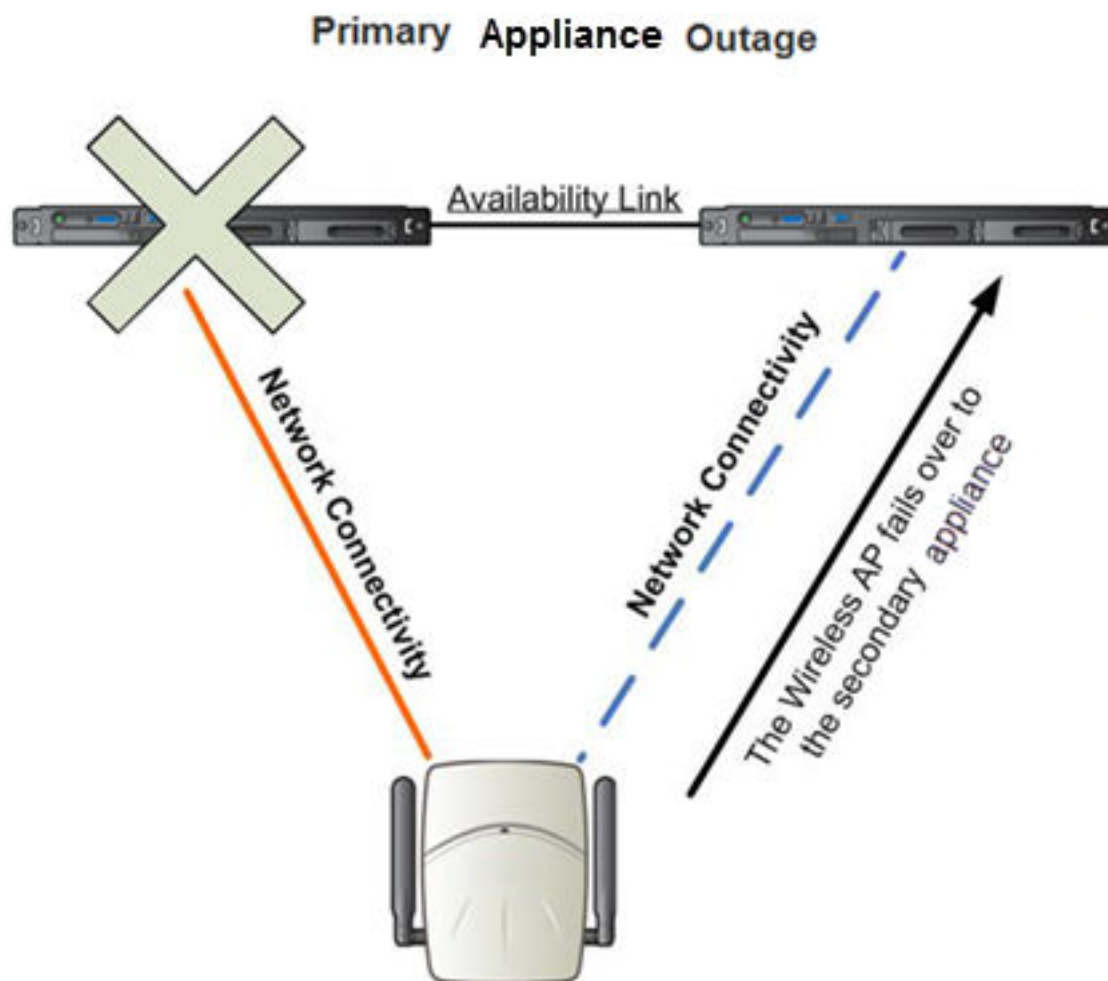 Primary Appliance Outage
Availability Link
Network Connectivity
Network Connectivity
The Wireless AP fails over to
the secondary appliance